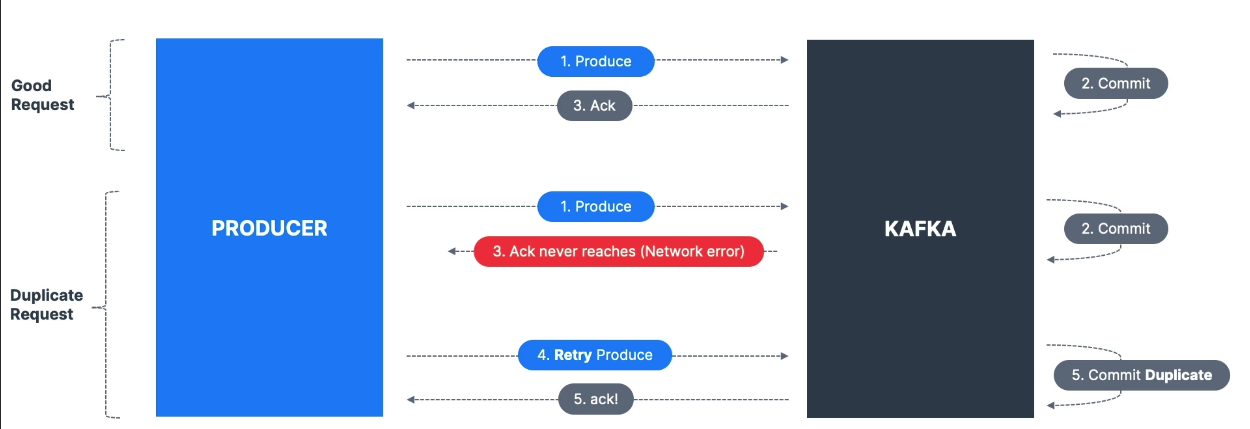 Good
Request
PRODUCER
KAFKA
1. Produce
2. Commit
3. Ack
Duplicate
Request
1. Produce
2. Commit
3. Ack never reaches (Network error)
4. Retry Produce
5. Commit Duplicate
5. ack!